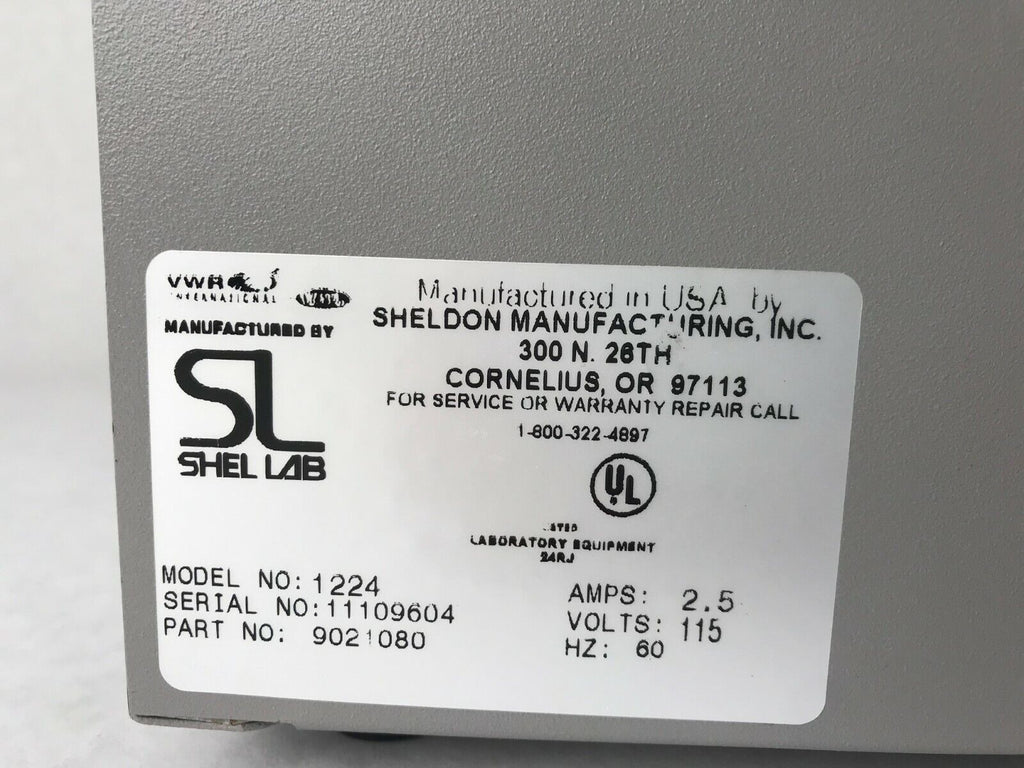 VWR
INTERNATIONAL
MANUFACTURED BY
SL
SHEL LAB
Manufactured in USA by
SHELDON MANUFACTURING, INC.
300 N. 26TH
CORNELIUS, OR 97113
FOR SERVICE OR WARRANTY REPAIR CALL
1-800-322-4897
UL
LISTED
LABORATORY EQUIPMENT
24RJ
MODEL NO: 1224
SERIAL NO: 11109604
PART NO: 9021080
AMPS: 2.5
VOLTS: 115
HZ: 60